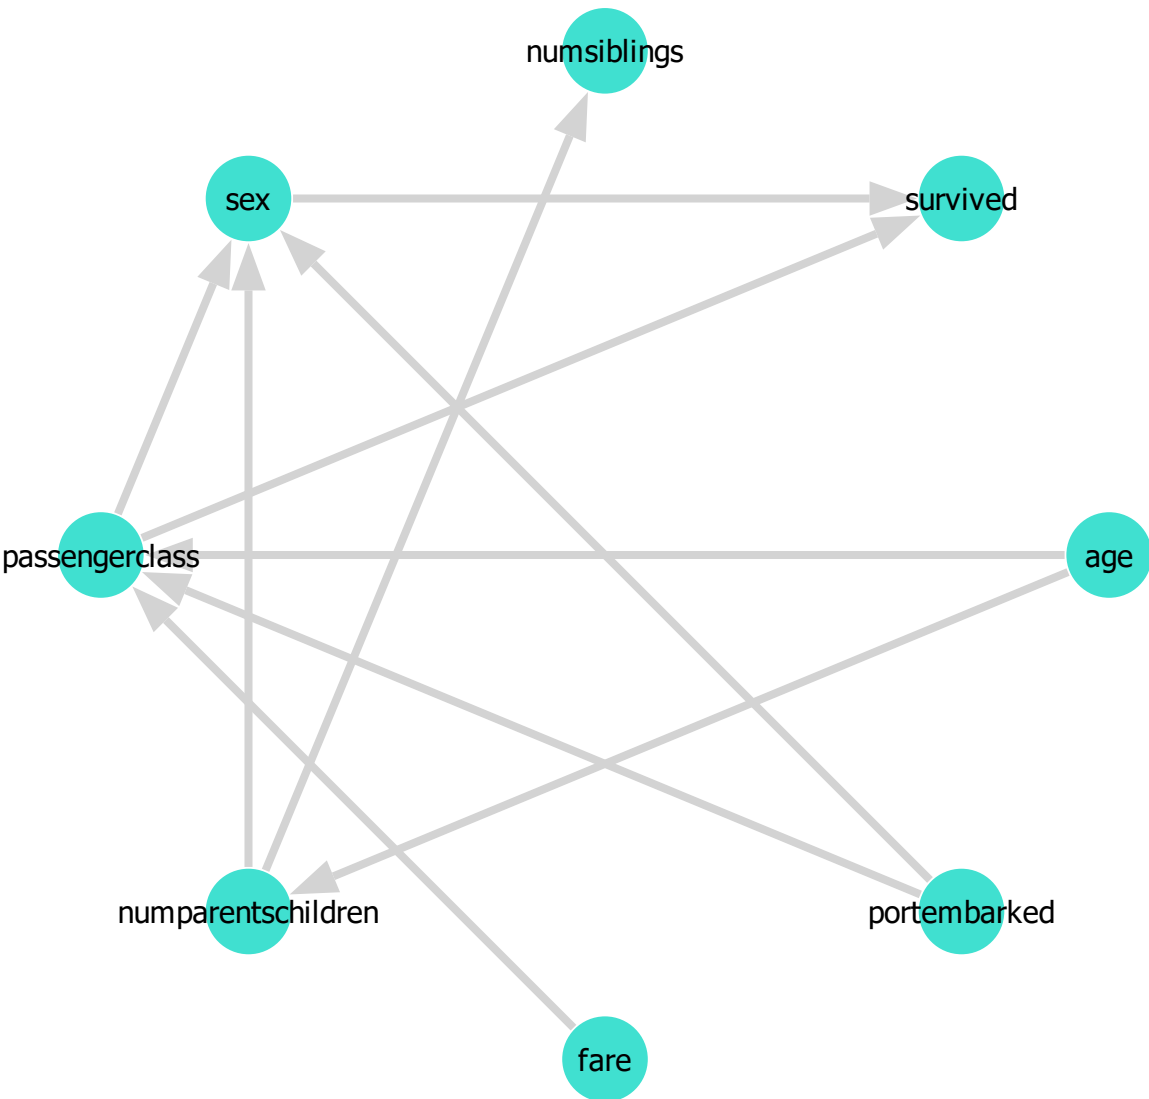 numsiblings
sex
survived
passengerclass
age
numparentschildren
portembarked
fare